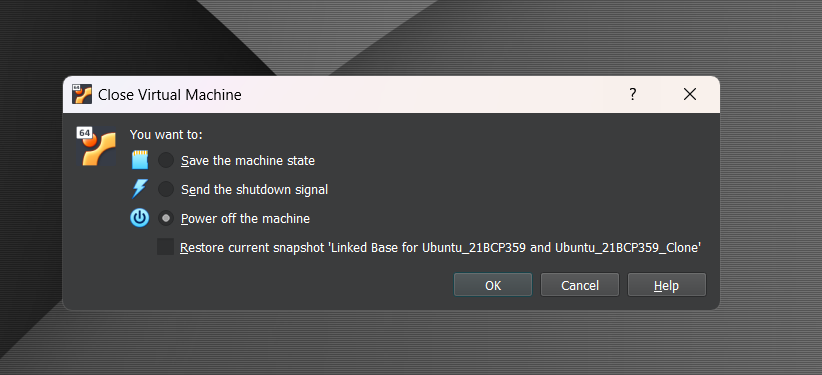 64
Close Virtual Machine
?
64
You want to:
Save the machine state
Send the shutdown signal
Power off the machine
Restore current snapshot 'Linked Base for Ubuntu_21BCP359 and Ubuntu_21BCP359_Clone'
OK
Cancel
Help